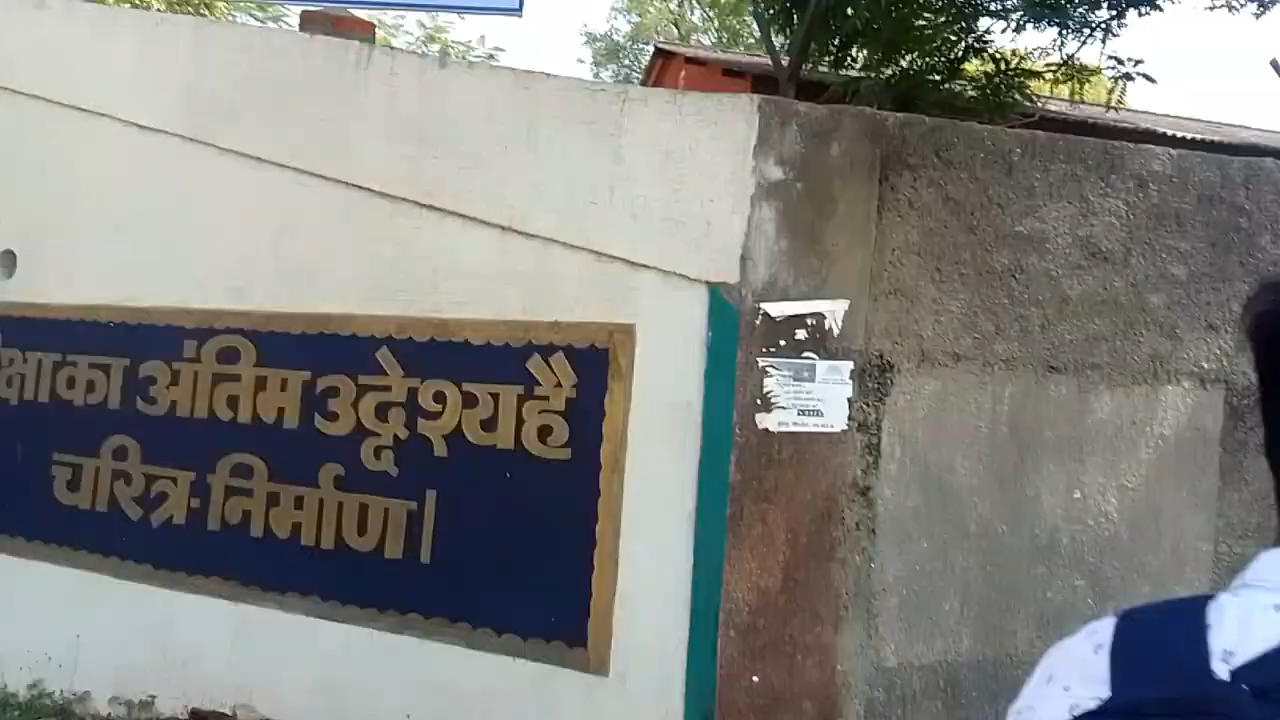 क्षा का अंतिम उद्देश्य है
चरित्र-निर्माण।